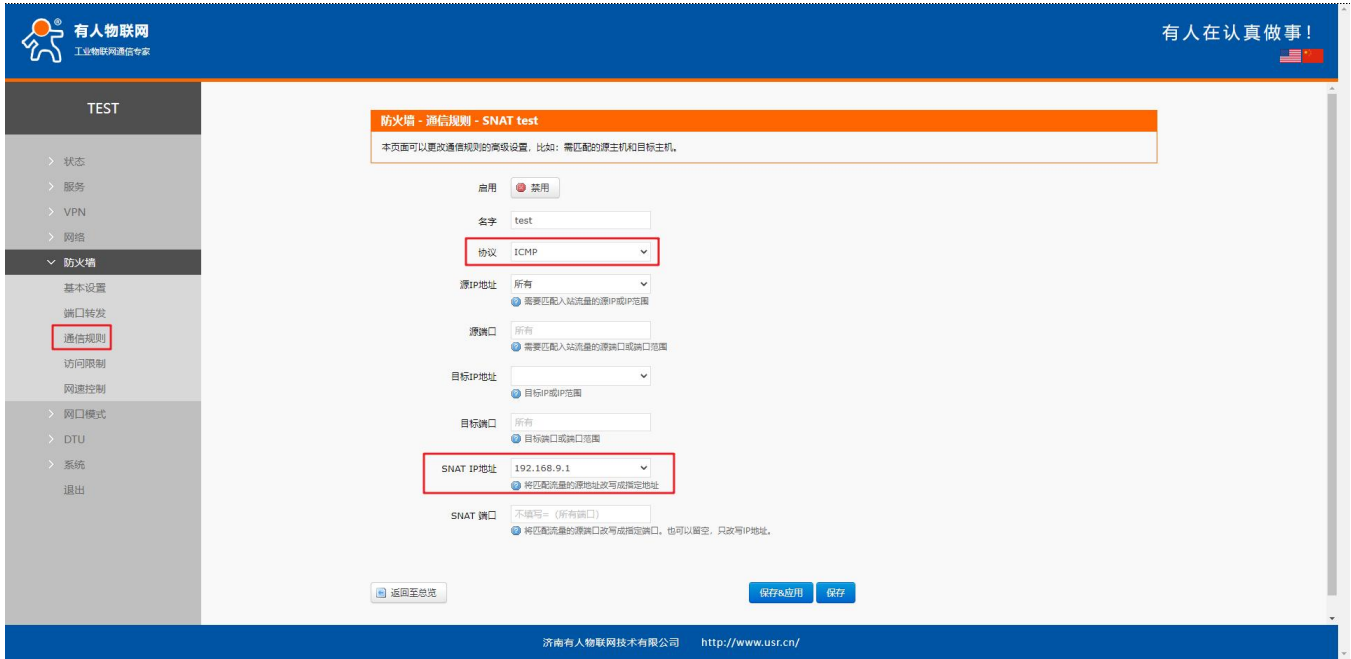 有人物联网
工业物联网通信专家
有人在认真做事!
TEST
状态
服务
VPN
网络
防火墙
基本设置
端口转发
通信规则
访问限制
网速控制
网口模式
DTU
系统
退出
防火墙 - 通信规则 - SNAT test
本页面可以更改通信规则的高级设置，比如：需匹配的源主机和目标主机。
启用 禁用
名字 test
协议 ICMP
源IP地址 所有
需要匹配入站流量的源IP或IP范围
源端口 所有
需要匹配入站流量的源端口或端口范围
目标IP地址
目标IP或IP范围
目标端口 所有
目标端口或端口范围
SNAT IP地址 192.168.9.1
将匹配流量的源地址改写成指定地址
SNAT 端口 不填写=（所有端口）
将匹配流量的源端口改写成指定端口。也可以留空，只改写IP地址。
返回至总览 保存&应用 保存
济南有人物联网技术有限公司 http://www.usr.cn/